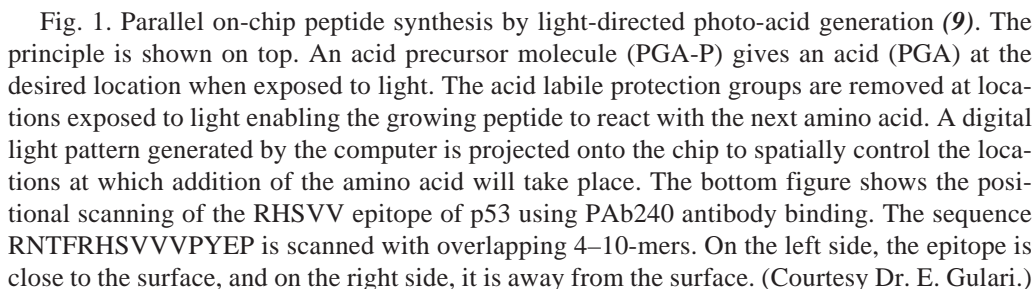 Fig. 1. Parallel on-chip peptide synthesis by light-directed photo-acid generation (9). The
principle is shown on top. An acid precursor molecule (PGA-P) gives an acid (PGA) at the
desired location when exposed to light. The acid labile protection groups are removed at loca-
tions exposed to light enabling the growing peptide to react with the next amino acid. A digital
light pattern generated by the computer is projected onto the chip to spatially control the loca-
tions at which addition of the amino acid will take place. The bottom figure shows the posi-
tional scanning of the RHSVV epitope of p53 using PAb240 antibody binding. The sequence
RNTFRHSVVVPYEP is scanned with overlapping 4–10-mers. On the left side, the epitope is
close to the surface, and on the right side, it is away from the surface. (Courtesy Dr. E. Gulari.)